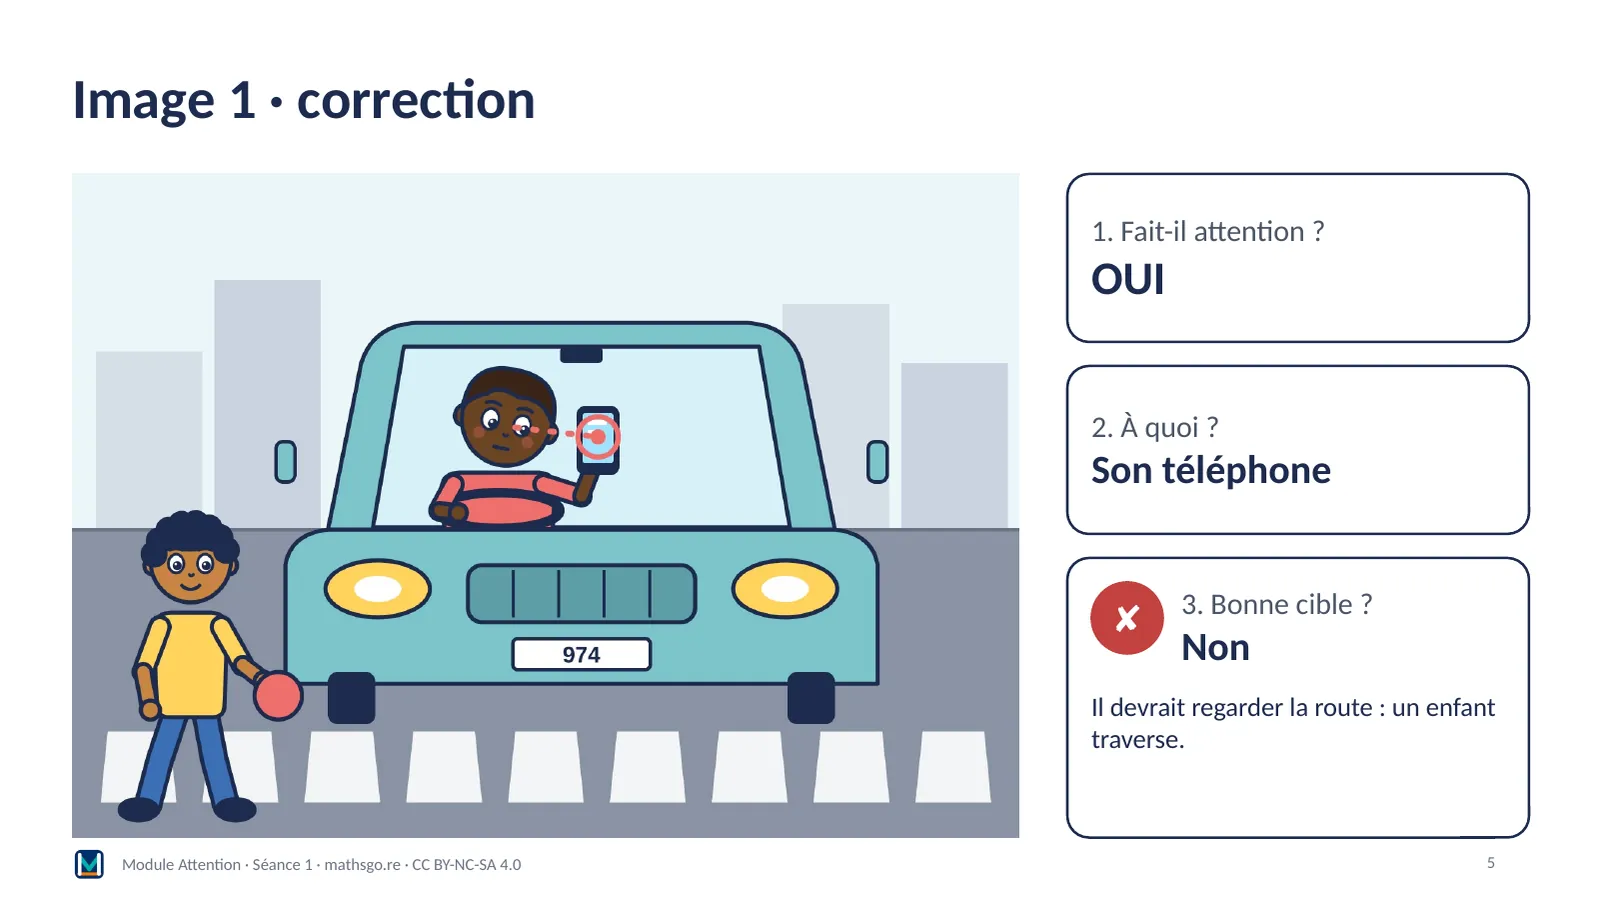 Image 1 · correction
1. Fait-il attention ?
OUI
2. À quoi ?
Son téléphone
✘
3. Bonne cible ?
Non
Il devrait regarder la route : un enfant
traverse.
974
Module Attention · Séance 1 · mathsgo.re · CC BY-NC-SA 4.0
5